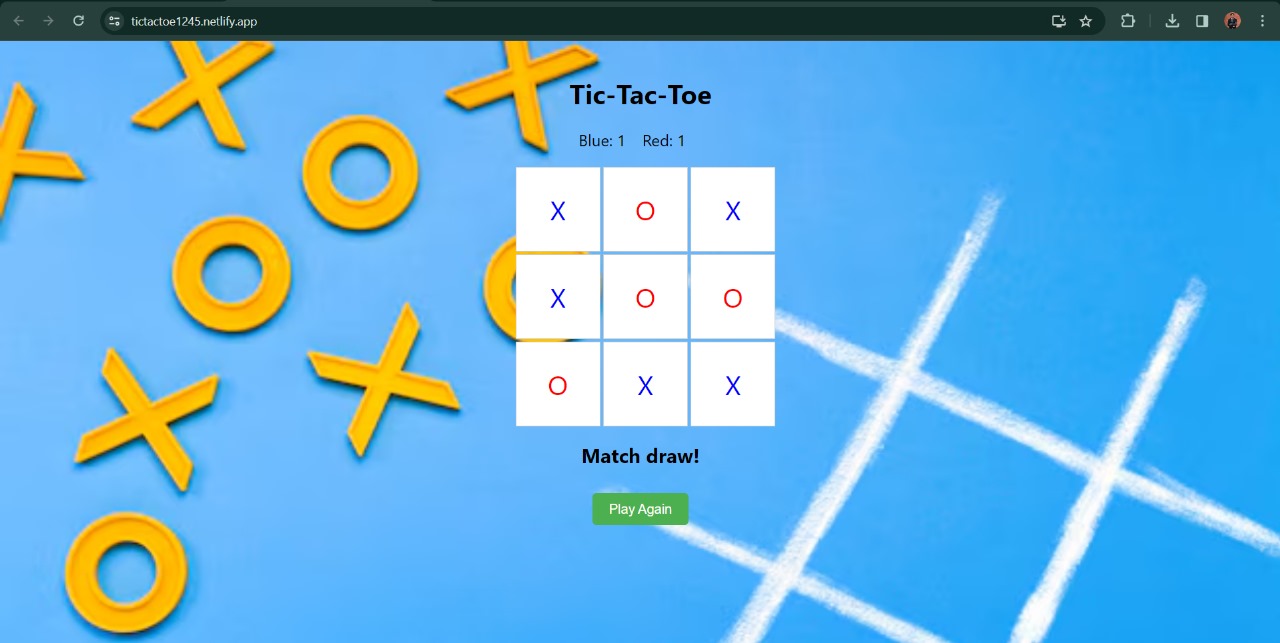 tictactoe1245.netlify.app
Tic-Tac-Toe
Blue: 1 Red: 1
X O X
X O O
O X X
Match draw!
Play Again